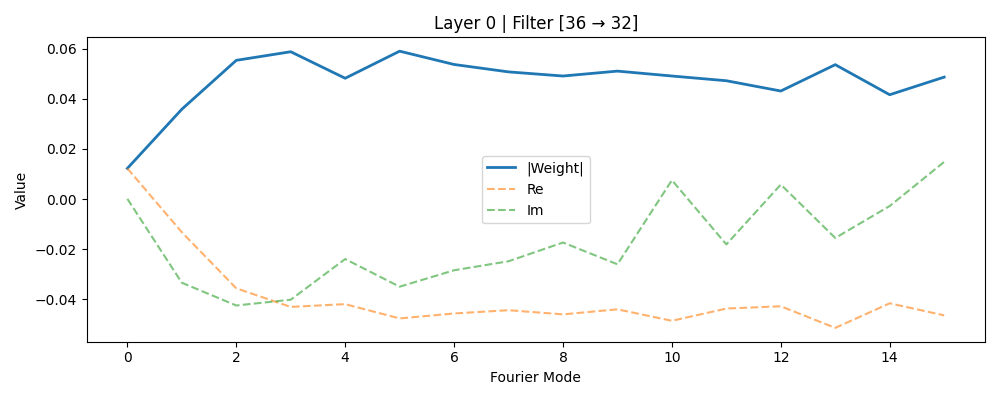 Layer 0 | Filter [36 → 32]
0.06
0.04
0.02
0.00
−0.02
−0.04
Value
|Weight|
Re
Im
0 2 4 6 8 10 12 14
Fourier Mode